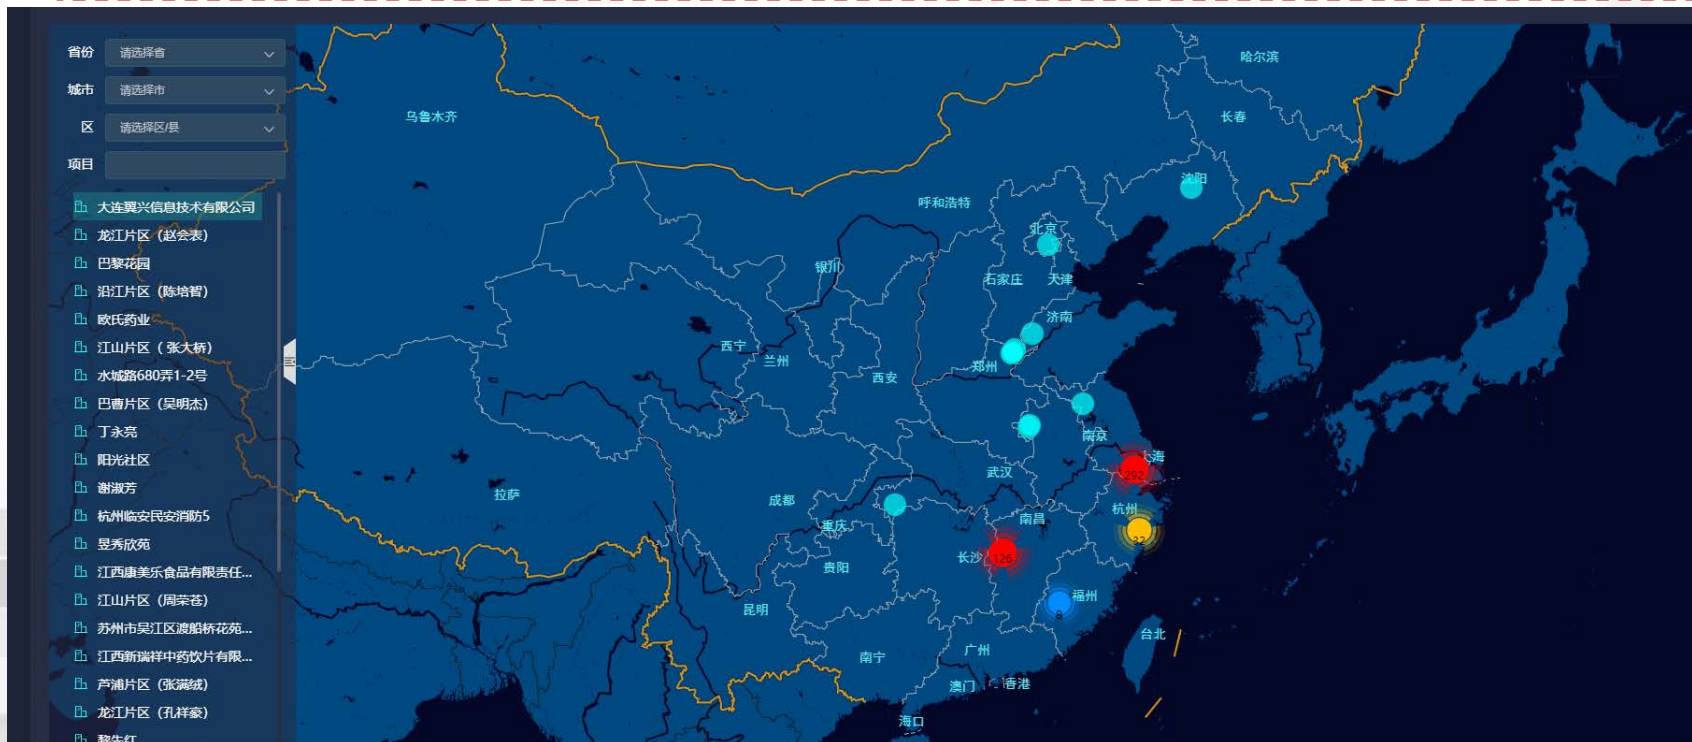 省份 请选择省
城市 请选择市
区 请选择区/县
项目
大连翼兴信息技术有限公司
龙江片区（赵会表）
巴黎花园
沿江片区（陈培智）
欧氏药业
江山片区（ 张大桥）
水城路680弄1-2号
巴曹片区（吴明杰）
丁永亮
阳光社区
谢淑芳
杭州临安民安消防5
昱秀欣苑
江西康美乐食品有限责任...
江山片区（周荣苍）
苏州市吴江区渡船桥花苑...
江西新瑞祥中药饮片有限...
芦浦片区（张满绒）
龙江片区（孔祥豪）
黎先红
哈尔滨
乌鲁木齐
长春
沈阳
呼和浩特
北京
银川
石家庄
天津
济南
西宁
兰州
郑州
西安
南京
上海
292
武汉
拉萨
成都
杭州
重庆
南昌
32
长沙
126
贵阳
福州
昆明
台北
广州
南宁
澳门
香港
海口